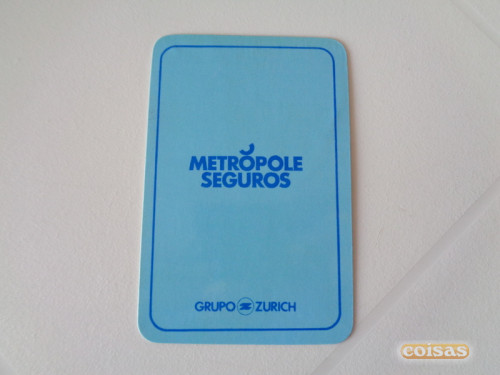 METRÓPOLE
SEGUROS
GRUPO ZURICH
coisas